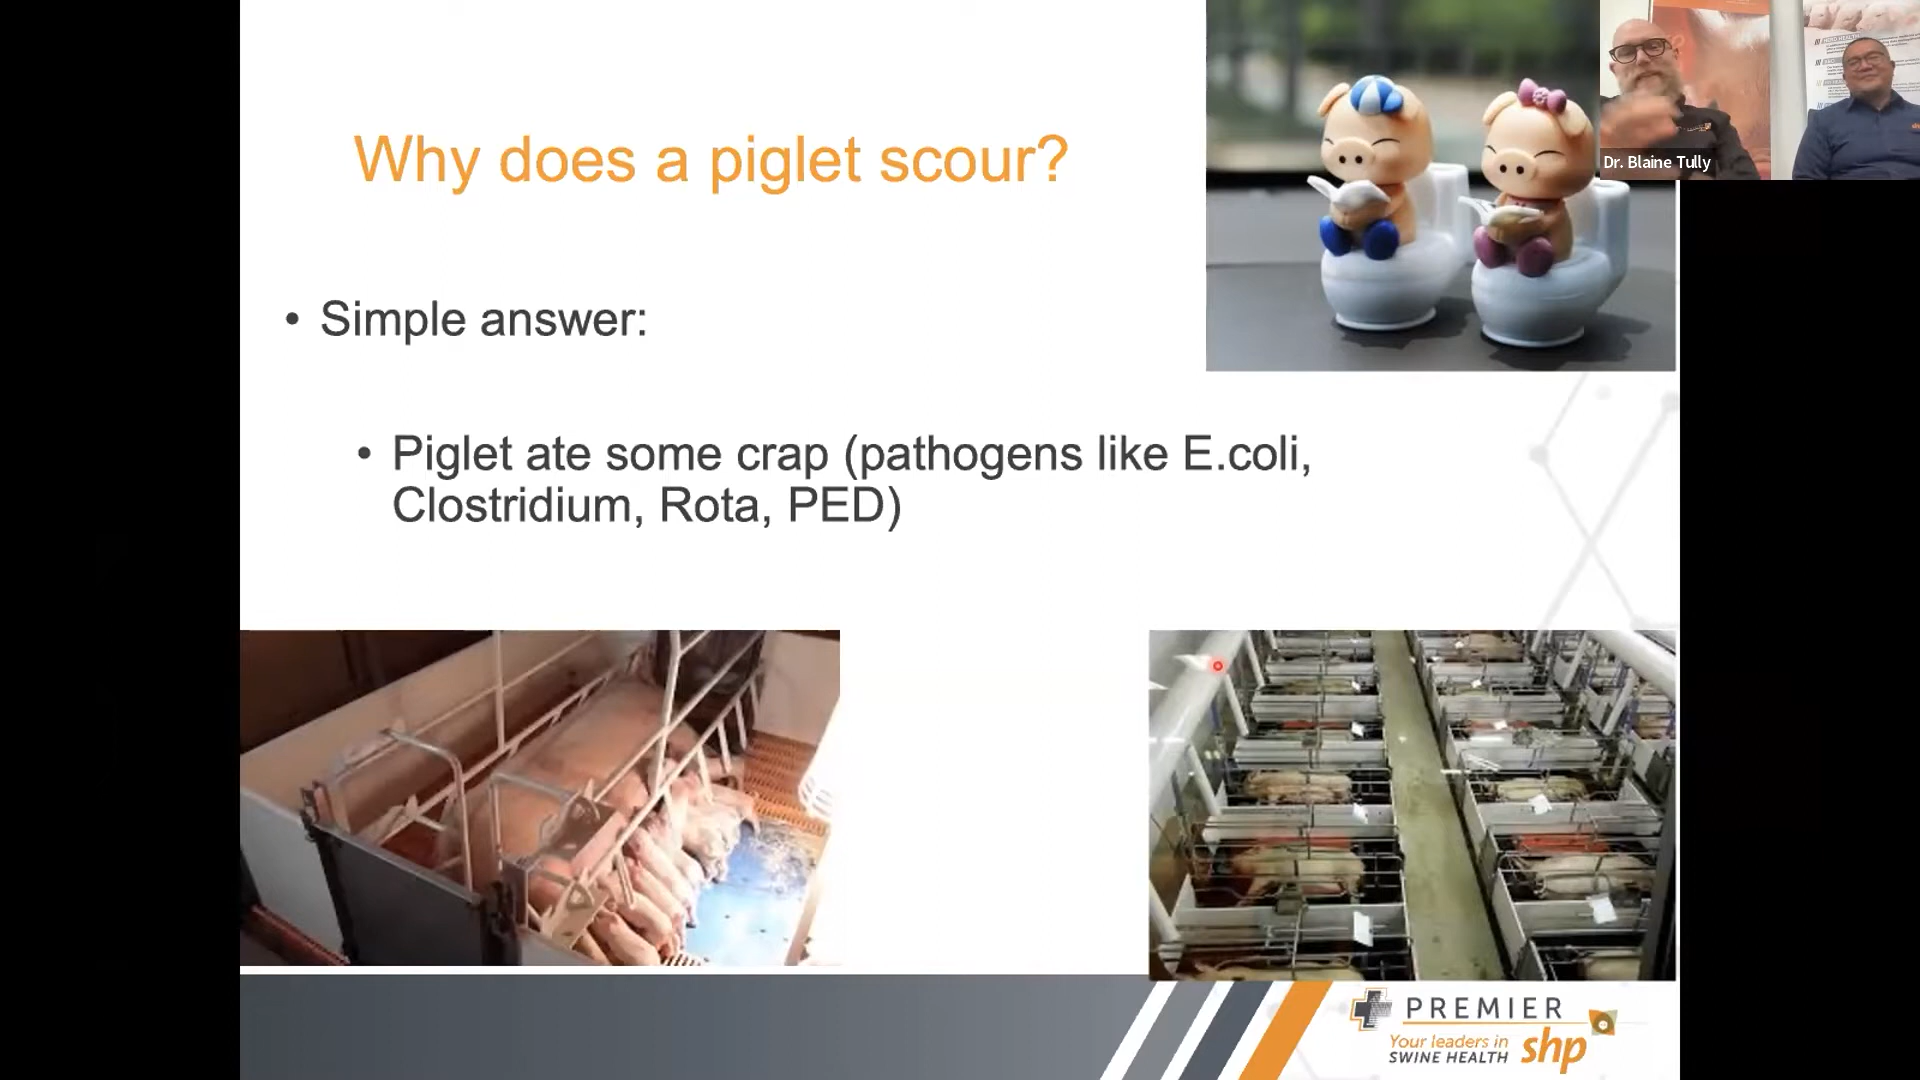 Why does a piglet scour?
• Simple answer:
• Piglet ate some crap (pathogens like E.coli,
Clostridium, Rota, PED)
Dr. Blaine Tully
PREMIER
Your leaders in
SWINE HEALTH
shp